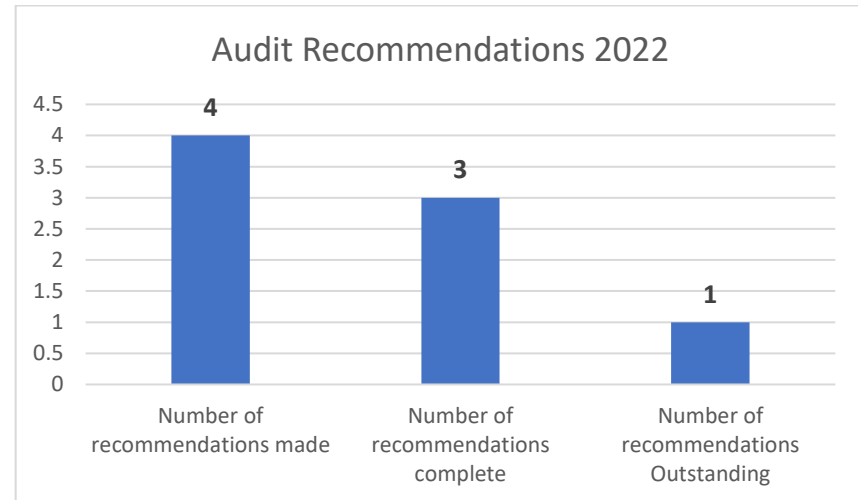 Audit Recommendations 2022
4.5
4
3.5
3
2.5
2
1.5
1
0.5
0
4
3
1
Number of
recommendations made
Number of
recommendations
complete
Number of
recommendations
Outstanding